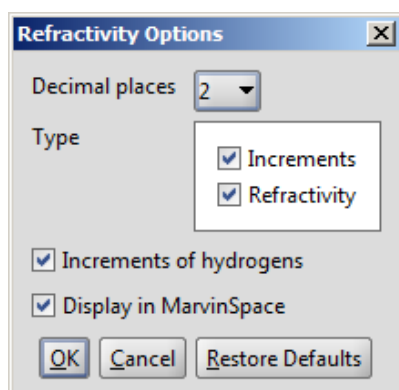 Refractivity Options
Decimal places 2
Type
Increments
Refractivity
Increments of hydrogens
Display in MarvinSpace
OK Cancel Restore Defaults